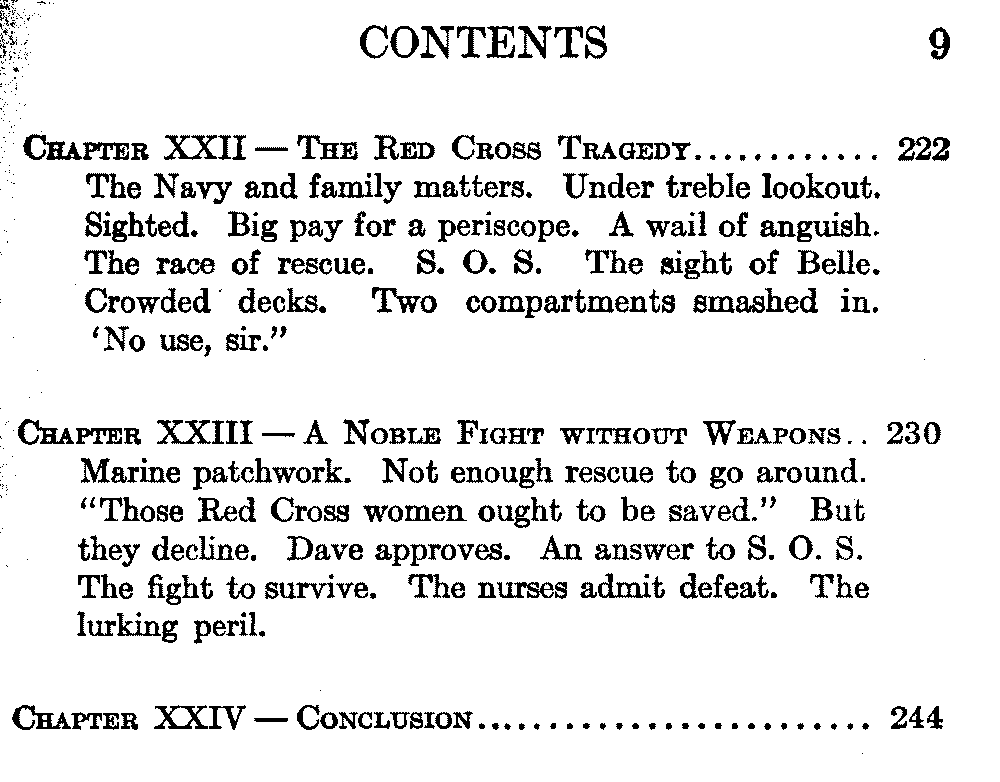 CONTENTS 9
CHAPTER XXII — THE RED CROSS TRAGEDY............ 222
The Navy and family matters. Under treble lookout.
Sighted. Big pay for a periscope. A wail of anguish.
The race of rescue. S. O. S. The sight of Belle.
Crowded decks. Two compartments smashed in.
'No use, sir."
CHAPTER XXIII — A NOBLE FIGHT WITHOUT WEAPONS.. 230
Marine patchwork. Not enough rescue to go around.
"Those Red Cross women ought to be saved." But
they decline. Dave approves. An answer to S. O. S.
The fight to survive. The nurses admit defeat. The
lurking peril.
CHAPTER XXIV — CONCLUSION........................ 244